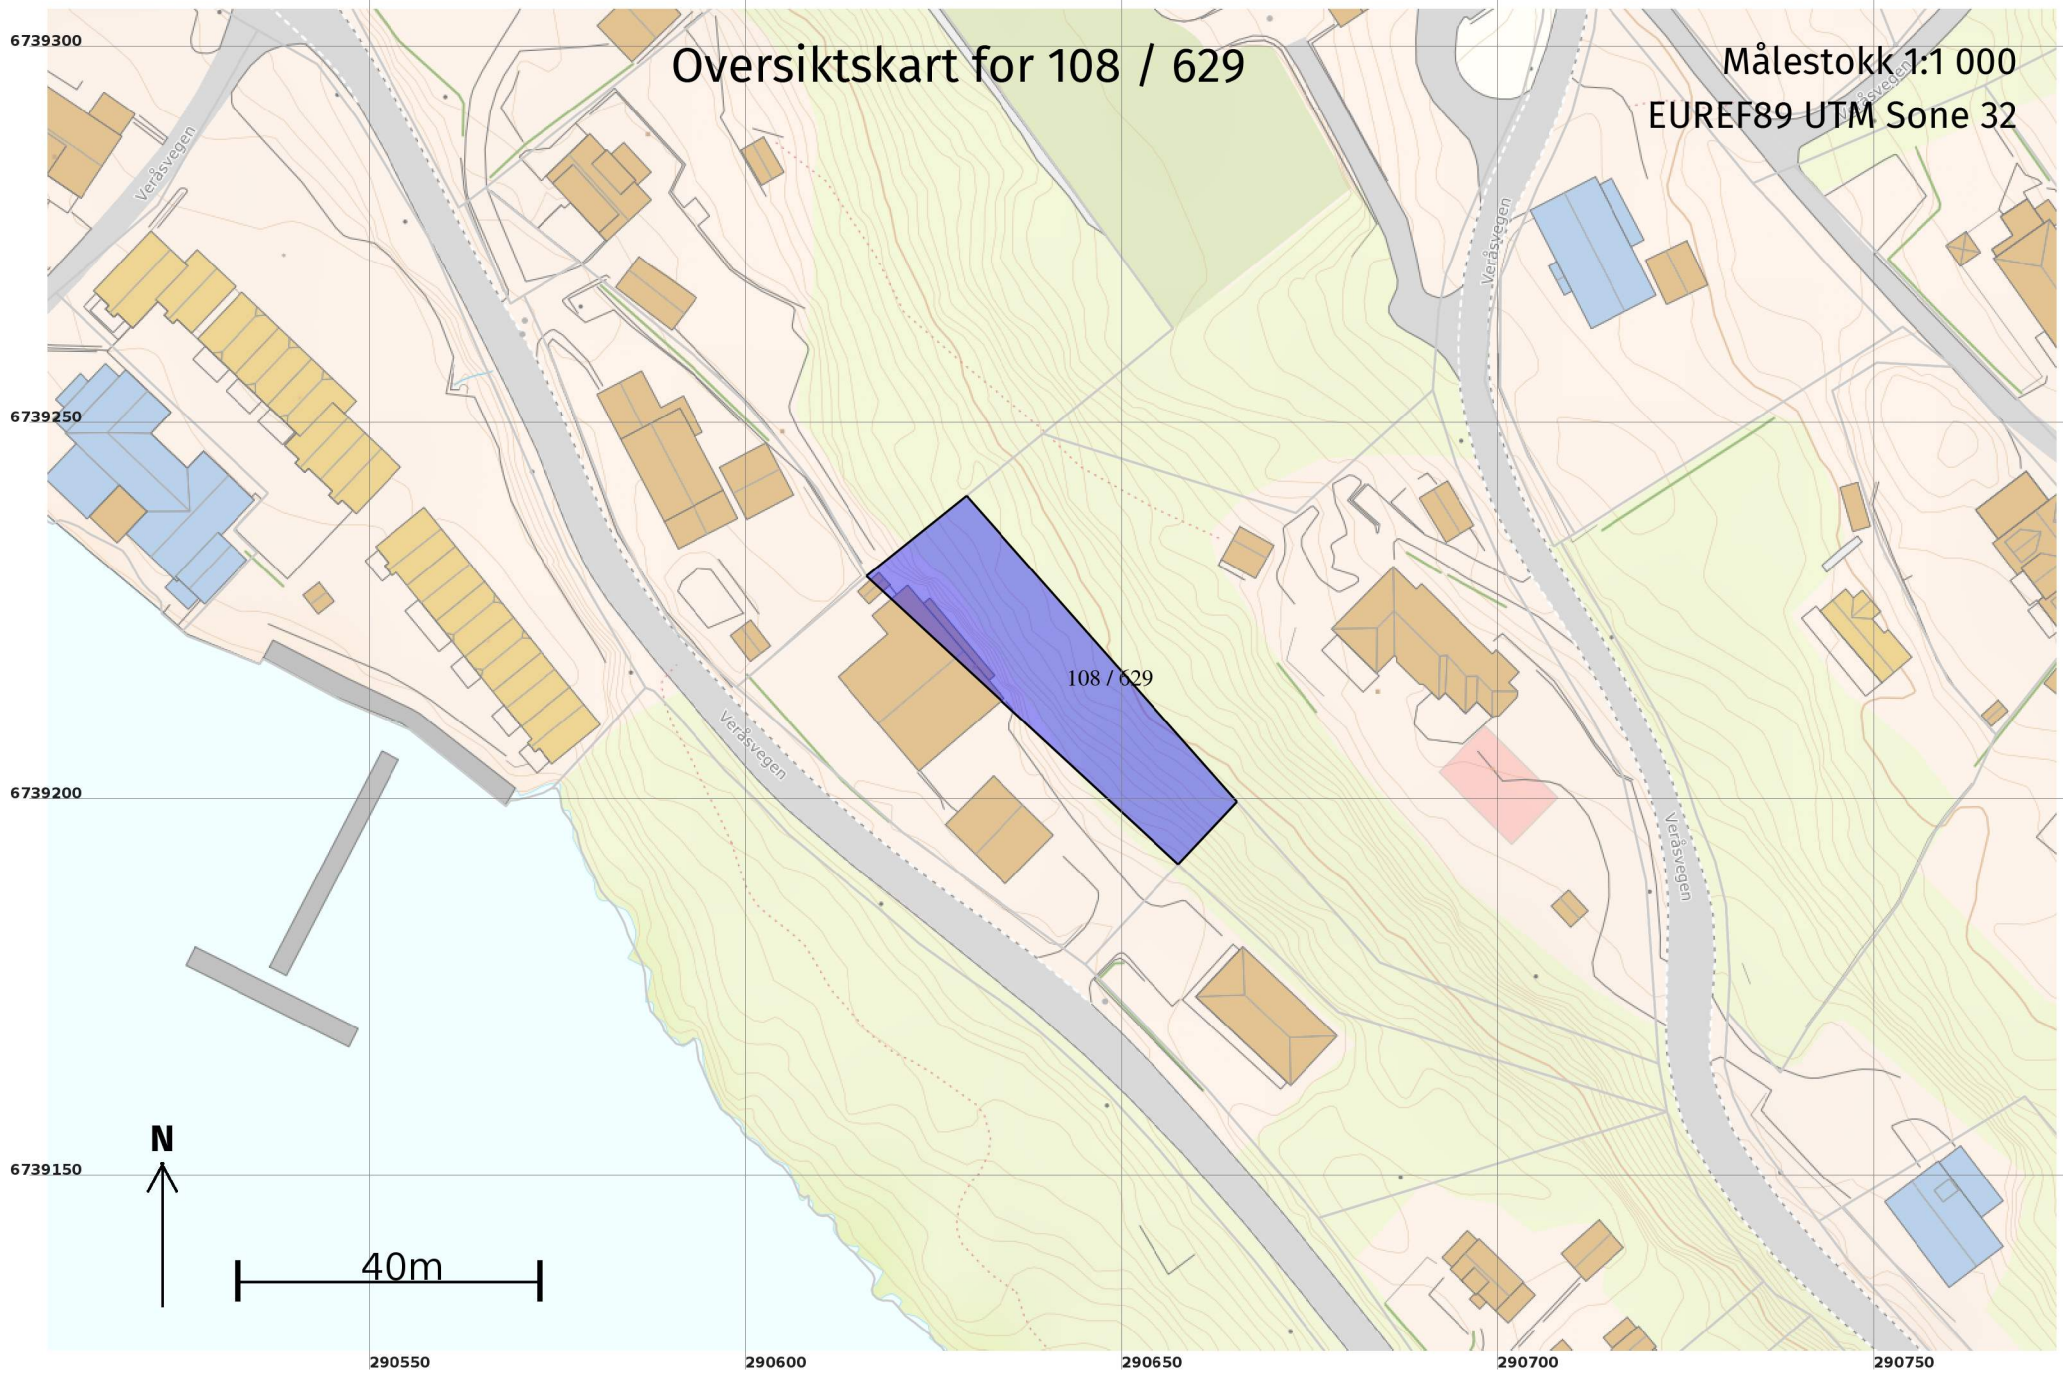 6739300
Oversiktskart for 108 / 629
Målestokk 1:1 000
EUREF89 UTM Sone 32
Veråsvegen
Veråsvegen
Veråsvegen
6739250
108 / 629
Veråsvegen
6739200
Veråsvegen
N
6739150
40m
290550
290600
290650
290700
290750